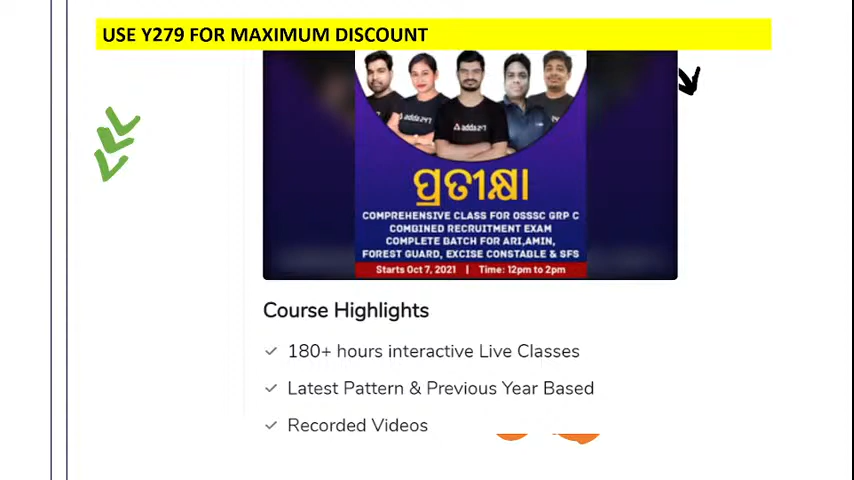 USE Y279 FOR MAXIMUM DISCOUNT
adda247
adda247
ପ୍ରତୀକ୍ଷା
COMPREHENSIVE CLASS FOR OSSSC GRP C
COMBINED RECRUITMENT EXAM
COMPLETE BATCH FOR ARI,AMIN,
FOREST GUARD, EXCISE CONSTABLE & SFS
Starts Oct 7, 2021 | Time: 12pm to 2pm
Course Highlights
180+ hours interactive Live Classes
Latest Pattern & Previous Year Based
Recorded Videos